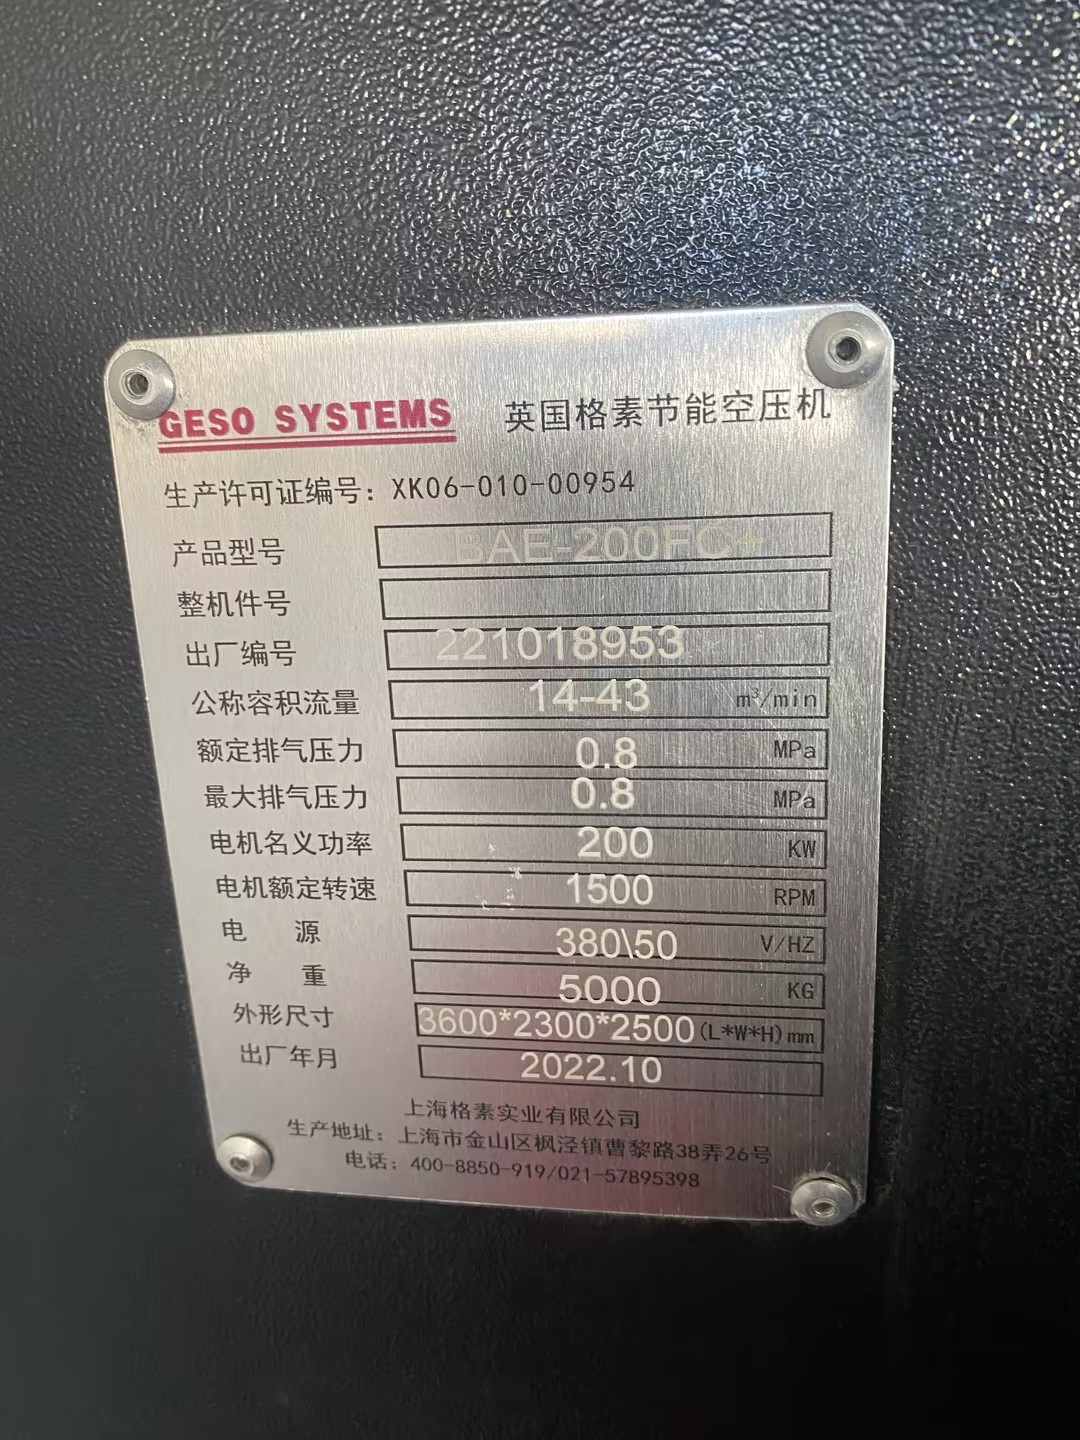 GESO SYSTEMS 英国格素节能空压机
生产许可证编号：XK06-010-00954
产品型号 BAE-200FC+
整机件号
出厂编号 221018953
公称容积流量 14-43 m³/min
额定排气压力 0.8 MPa
最大排气压力 0.8 MPa
电机名义功率 200 KW
电机额定转速 1500 RPM
电 源 380\50 V/HZ
净 重 5000 KG
外形尺寸 3600*2300*2500 (L*W*H)mm
出厂年月 2022.10
上海格素实业有限公司
生产地址：上海市金山区枫泾镇曹黎路38弄26号
电话：400-8850-919/021-57895398